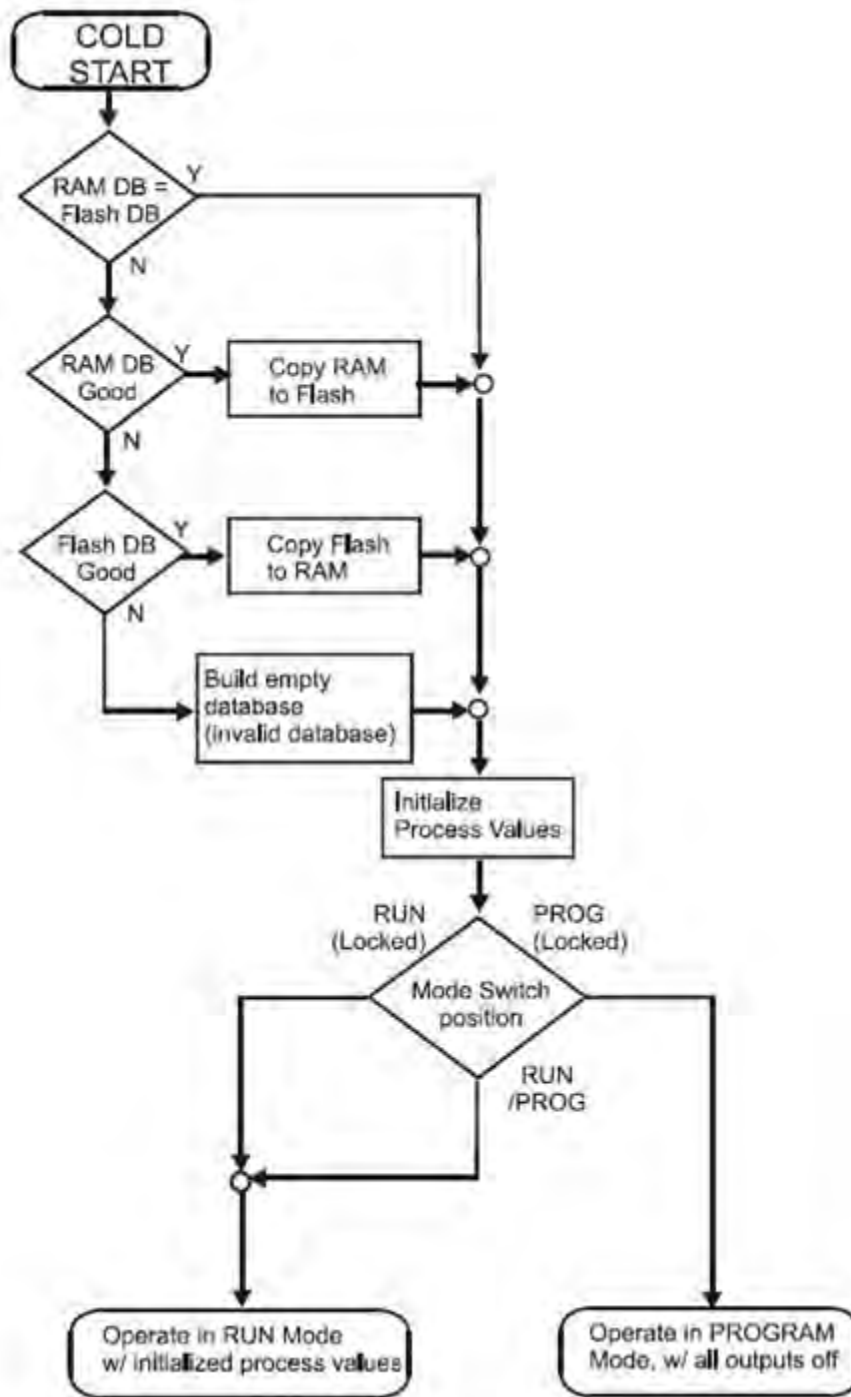 COLD
START
Y
RAM DB =
Flash DB
N
RAM DB
Good
Y
Copy RAM
to Flash
N
Flash DB
Good
Y
Copy Flash
to RAM
N
Build empty
database
(invalid database)
Initialize
Process Values
RUN
(Locked)
PROG
(Locked)
Mode Switch
position
RUN
/PROG
Operate in RUN Mode
w/ initialized process values
Operate in PROGRAM
Mode, w/ all outputs off